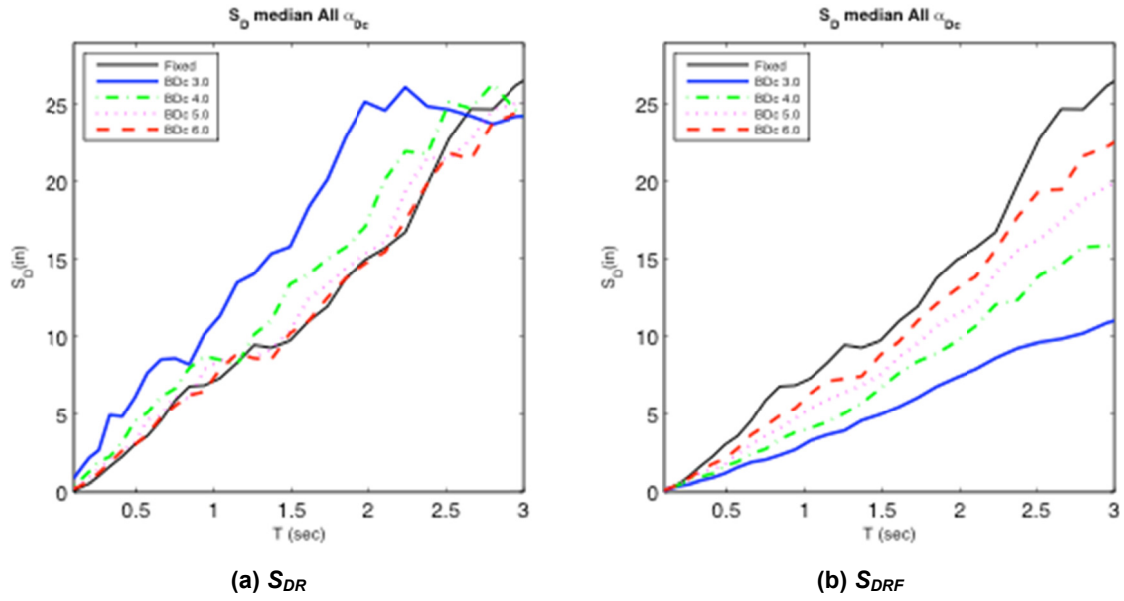 S_D median All α_Dc
Fixed
BDc 3.0
BDc 4.0
BDc 5.0
BDc 6.0
25
20
15
10
5
0
S_D(in)
0.5 1 1.5 2 2.5 3
T (sec)
(a) S_DR
S_D median All α_Dc
Fixed
BDc 3.0
BDc 4.0
BDc 5.0
BDc 6.0
25
20
15
10
5
0
S_D(in)
0.5 1 1.5 2 2.5 3
T (sec)
(b) S_DRF